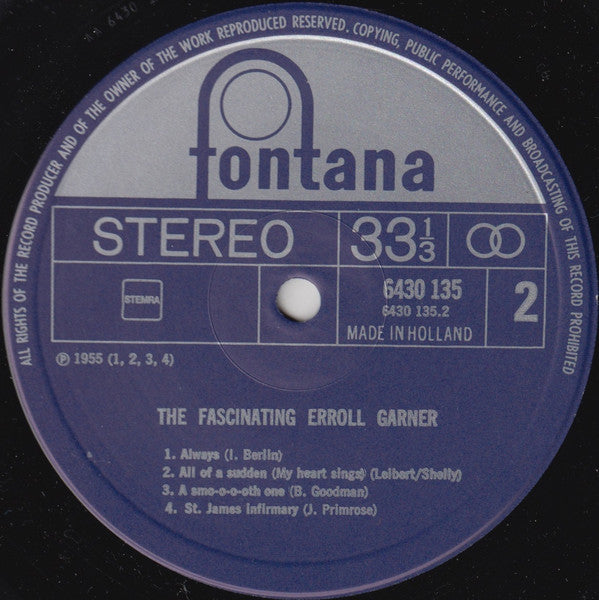 ALL RIGHTS OF THE RECORD PRODUCER AND OF THE OWNER OF THE WORK REPRODUCED RESERVED. COPYING, PUBLIC PERFORMANCE AND BROADCASTING OF THIS RECORD PROHIBITED
fontana
STEREO 33 1/3
STEMRA
6430 135
6430 135.2
2
MADE IN HOLLAND
℗ 1955 (1, 2, 3, 4)
THE FASCINATING ERROLL GARNER
1. Always (I. Berlin)
2. All of a sudden (My heart sings) (Leibert/Shelly)
3. A smo-o-o-oth one (B. Goodman)
4. St. James Infirmary (J. Primrose)